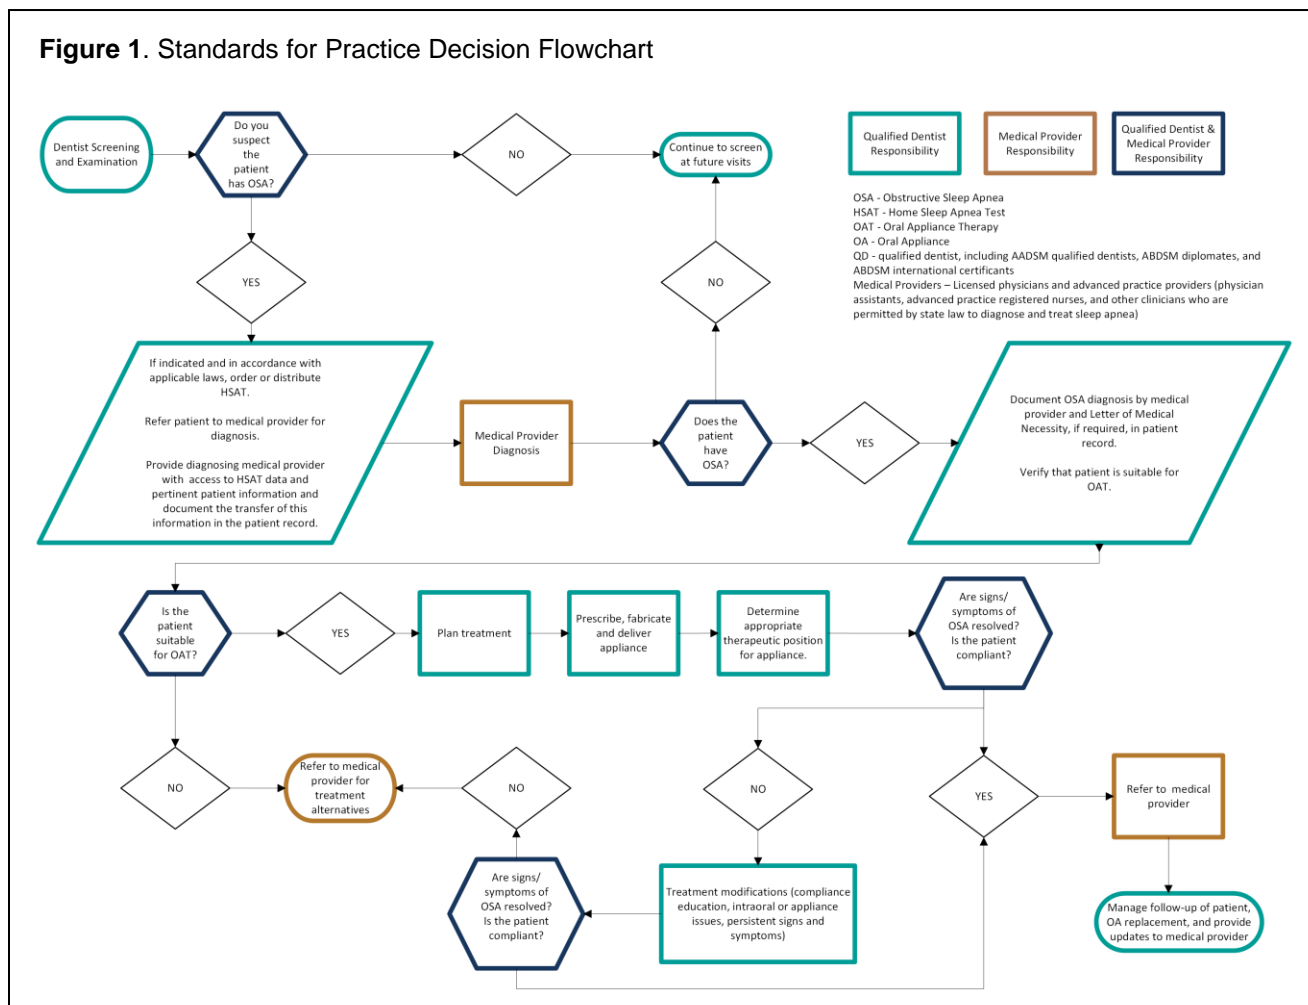 Figure 1. Standards for Practice Decision Flowchart
Dentist Screening
and Examination
Do you
suspect
the
patient
has OSA?
NO
Continue to screen
at future visits
Qualified Dentist
Responsibility
Medical Provider
Responsibility
Qualified Dentist &
Medical Provider
Responsibility
OSA - Obstructive Sleep Apnea
HSAT - Home Sleep Apnea Test
OAT - Oral Appliance Therapy
OA - Oral Appliance
QD - qualified dentist, including AADSM qualified dentists, ABDSM diplomates, and
ABDSM international certificants
Medical Providers – Licensed physicians and advanced practice providers (physician
assistants, advanced practice registered nurses, and other clinicians who are
permitted by state law to diagnose and treat sleep apnea)
YES
NO
If indicated and in accordance with
applicable laws, order or distribute
HSAT.
Refer patient to medical provider for
diagnosis.
Provide diagnosing medical provider
with access to HSAT data and
pertinent patient information and
document the transfer of this
information in the patient record.
Medical Provider
Diagnosis
Does the
patient
have
OSA?
YES
Document OSA diagnosis by medical
provider and Letter of Medical
Necessity, if required, in patient
record.
Verify that patient is suitable for
OAT.
Is the
patient
suitable
for OAT?
YES
Plan treatment
Prescribe, fabricate
and deliver
appliance
Determine
appropriate
therapeutic position
for appliance.
Are signs/
symptoms of
OSA resolved?
Is the patient
compliant?
NO
Refer to medical
provider for
treatment
alternatives
NO
NO
YES
Refer to medical
provider
Are signs/
symptoms of
OSA resolved?
Is the patient
compliant?
Treatment modifications (compliance
education, intraoral or appliance
issues, persistent signs and
symptoms)
Manage follow-up of patient,
OA replacement, and provide
updates to medical provider